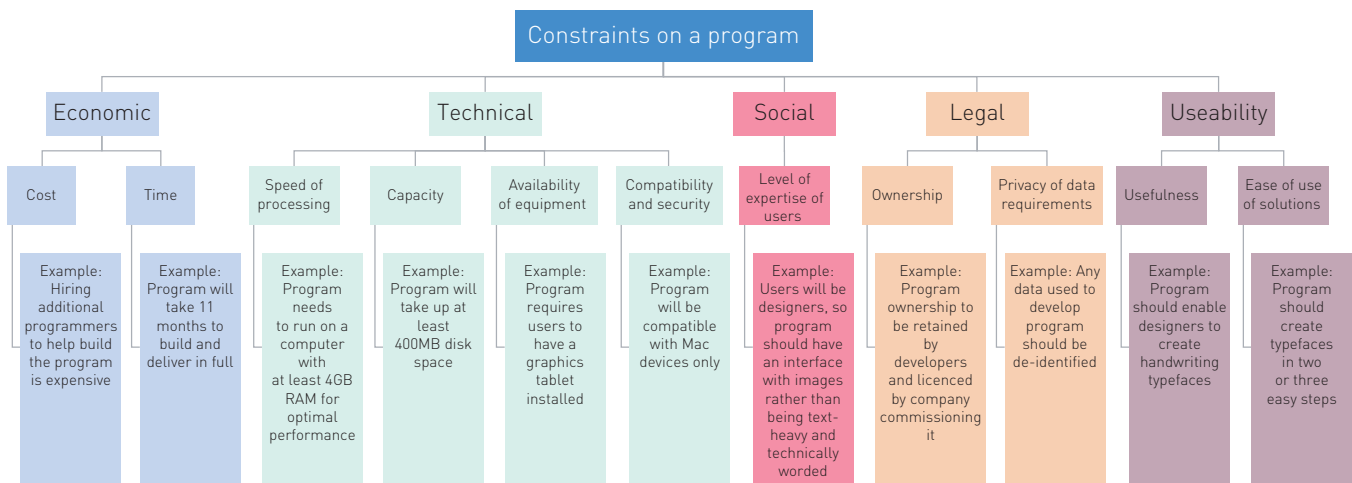 Constraints on a program
Economic
Technical
Social
Legal
Useability
Cost
Time
Speed of
processing
Capacity
Availability
of equipment
Compatibility
and security
Level of
expertise of
users
Ownership
Privacy of data
requirements
Usefulness
Ease of use
of solutions
Example:
Hiring
additional
programmers
to help build
the program
is expensive
Example:
Program will
take 11
months to
build and
deliver in full
Example:
Program
needs
to run on a
computer
with
at least 4GB
RAM for
optimal
performance
Example:
Program will
take up at
least
400MB disk
space
Example:
Program
requires
users to
have a
graphics
tablet
installed
Example:
Program
will be
compatible
with Mac
devices only
Example:
Users will be
designers, so
program
should have
an interface
with images
rather than
being text-
heavy and
technically
worded
Example:
Program
ownership to
be retained
by
developers
and licenced
by company
commissioning
it
Example: Any
data used to
develop
program
should be
de-identified
Example:
Program
should enable
designers to
create
handwriting
typefaces
Example:
Program
should
create
typefaces
in two
or three
easy steps